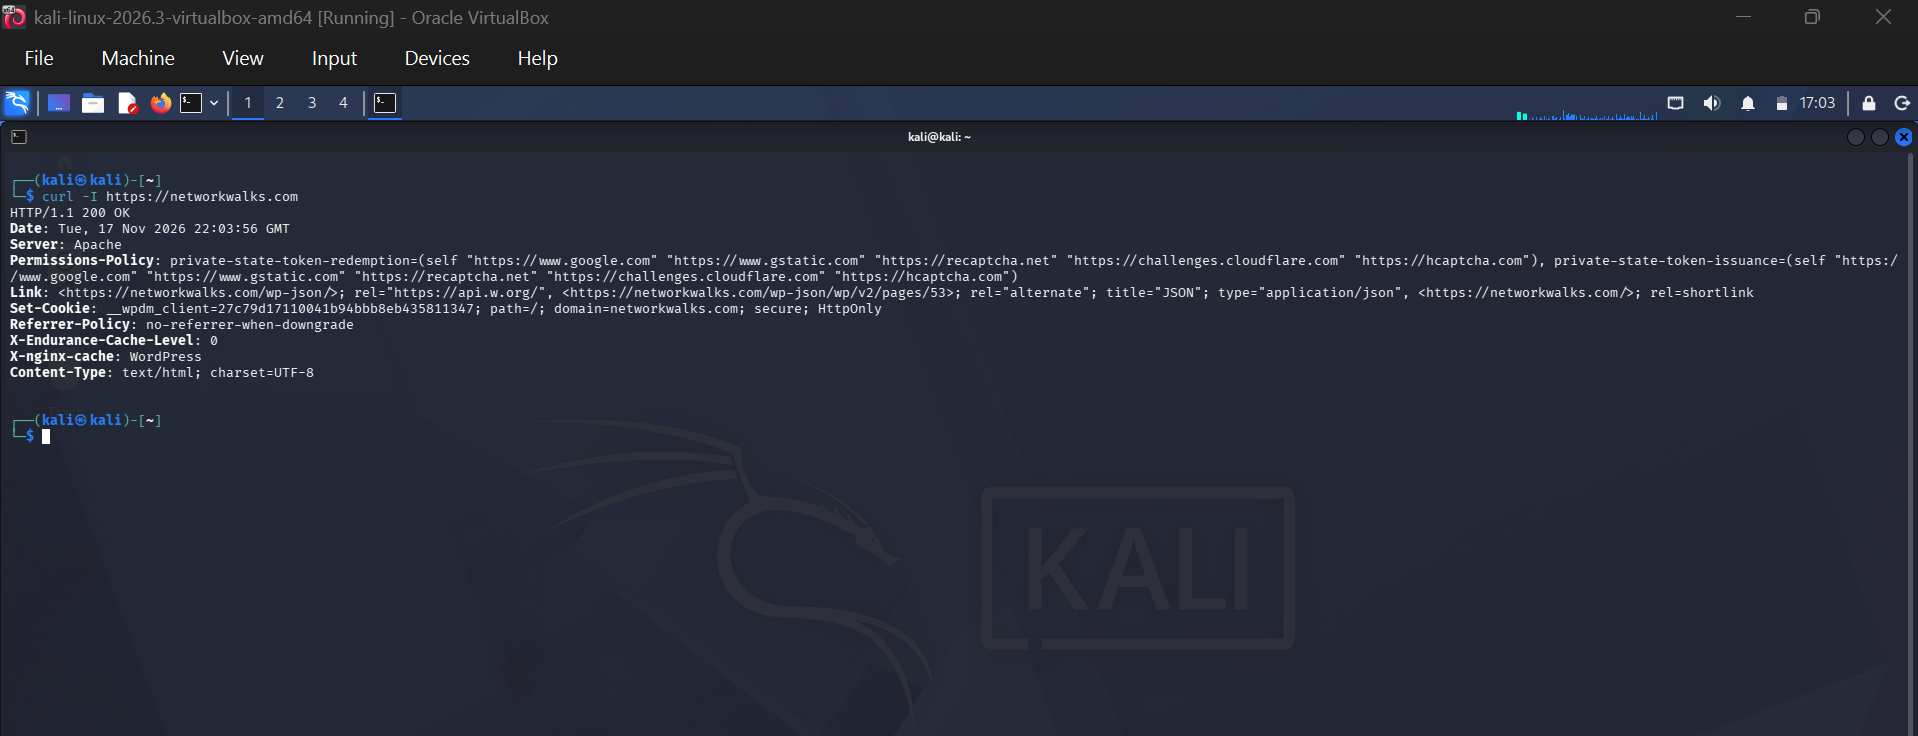 kali-linux-2026.3-virtualbox-amd64 [Running] - Oracle VirtualBox
File Machine View Input Devices Help
1 2 3 4 17:03
kali@kali: ~
┌──(kali㉿kali)-[~]
└─$ curl -I https://networkwalks.com
HTTP/1.1 200 OK
Date: Tue, 17 Nov 2026 22:03:56 GMT
Server: Apache
Permissions-Policy: private-state-token-redemption=(self "https://www.google.com" "https://www.gstatic.com" "https://recaptcha.net" "https://challenges.cloudflare.com" "https://hcaptcha.com"), private-state-token-issuance=(self "https:/
/www.google.com" "https://www.gstatic.com" "https://recaptcha.net" "https://challenges.cloudflare.com" "https://hcaptcha.com")
Link: <https://networkwalks.com/wp-json/>; rel="https://api.w.org/", <https://networkwalks.com/wp-json/wp/v2/pages/53>; rel="alternate"; title="JSON"; type="application/json", <https://networkwalks.com/>; rel=shortlink
Set-Cookie: __wpdm_client=27c79d17110041b94bbb8eb435811347; path=/; domain=networkwalks.com; secure; HttpOnly
Referrer-Policy: no-referrer-when-downgrade
X-Endurance-Cache-Level: 0
X-nginx-cache: WordPress
Content-Type: text/html; charset=UTF-8
┌──(kali㉿kali)-[~]
└─$
KALI